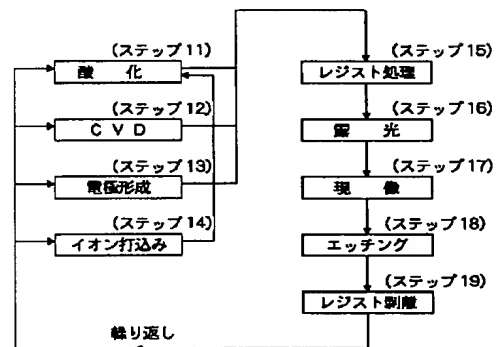 (ステップ11)
酸 化
(ステップ12)
C V D
(ステップ13)
電極形成
(ステップ14)
イオン打込み
(ステップ15)
レジスト処理
(ステップ16)
露 光
(ステップ17)
現 像
(ステップ18)
エッチング
(ステップ19)
レジスト剥離
繰り返し